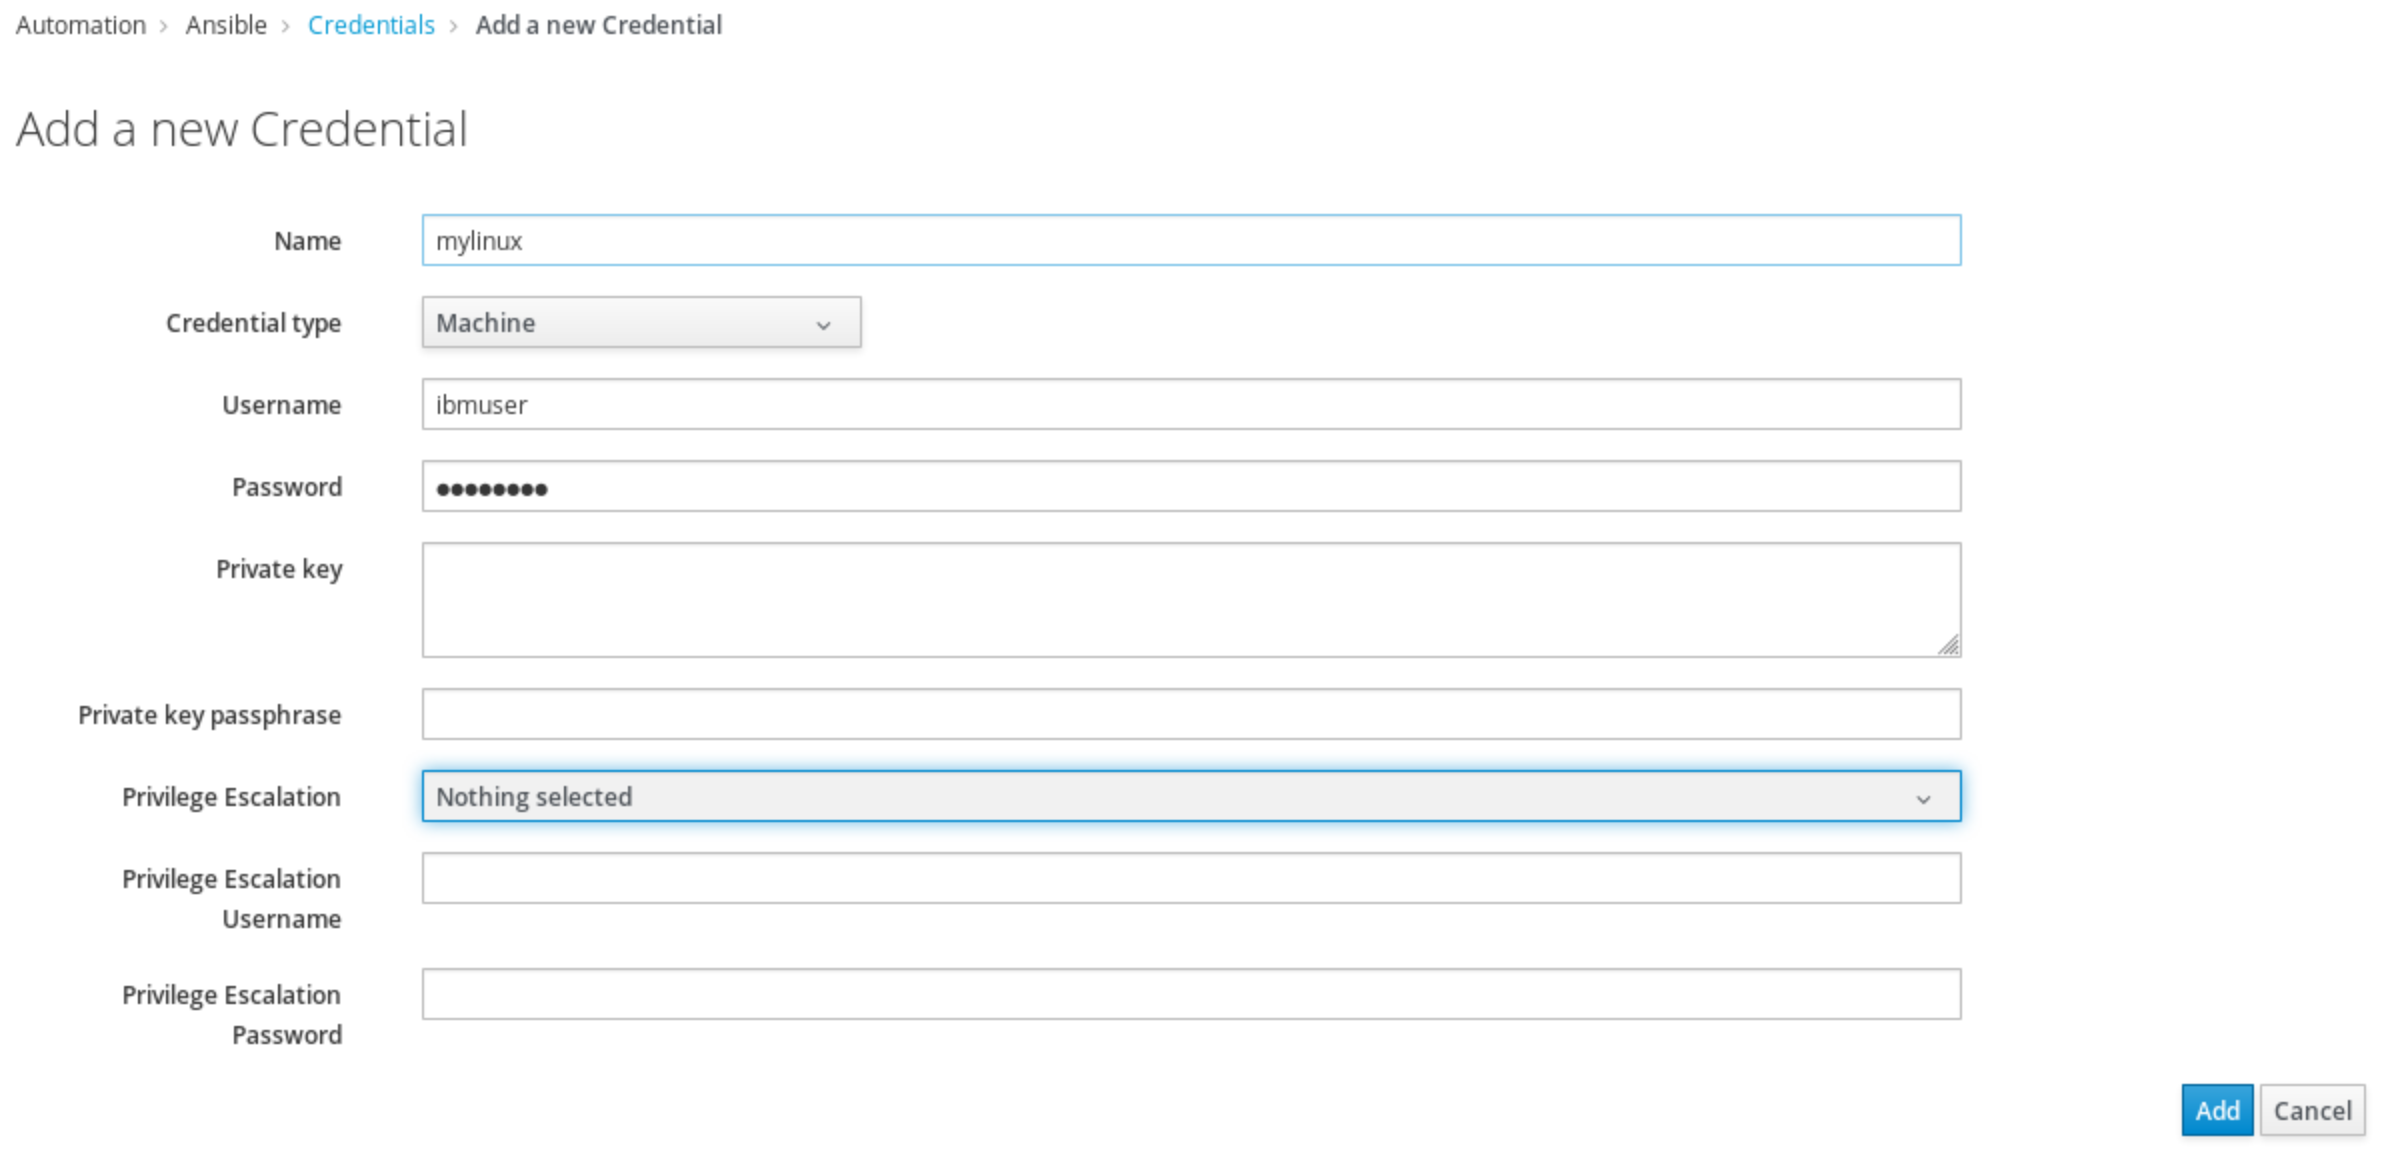 Automation > Ansible > Credentials > Add a new Credential
Add a new Credential
Name mylinux
Credential type Machine
Username ibmuser
Password ●●●●●●●●
Private key
Private key passphrase
Privilege Escalation Nothing selected
Privilege Escalation
Username
Privilege Escalation
Password
Add Cancel